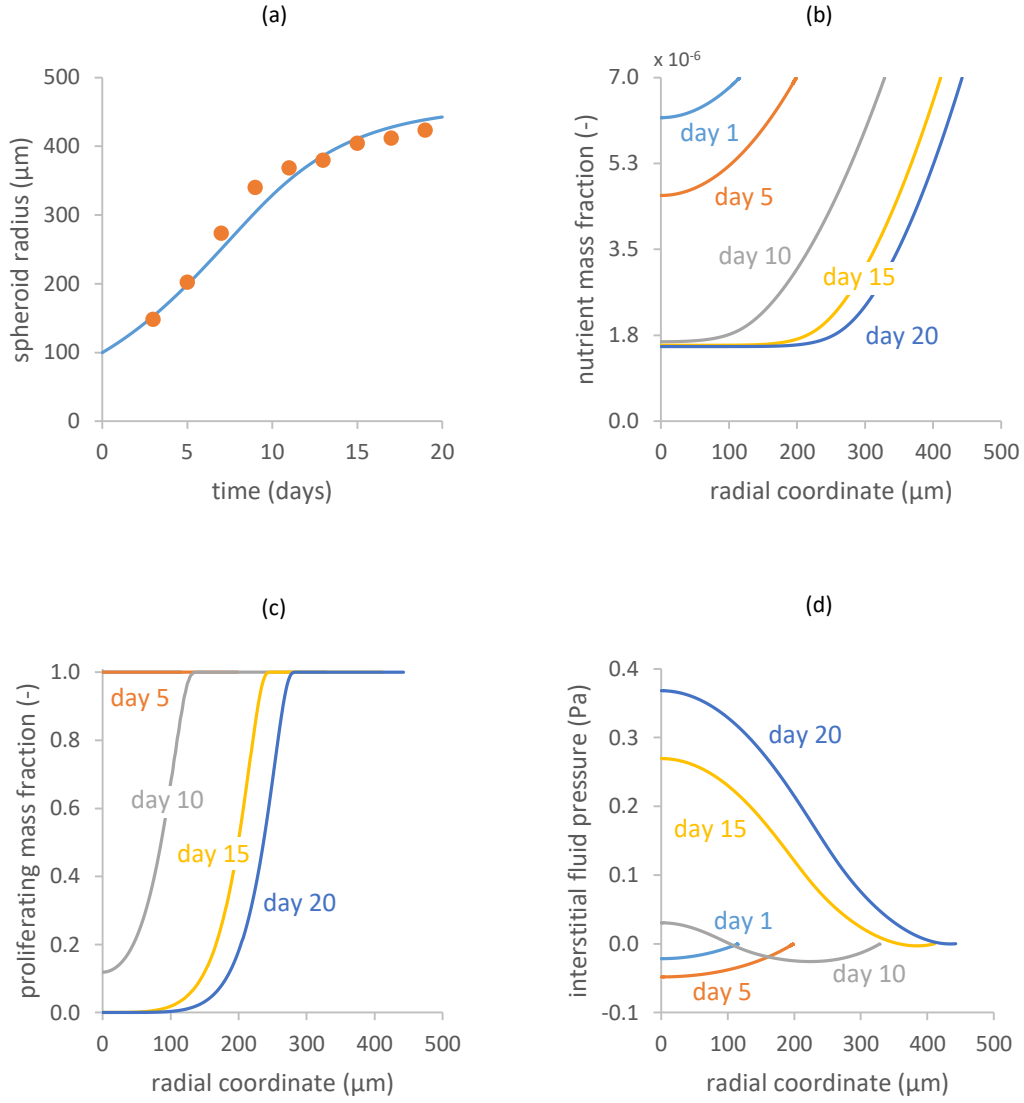 (a)
500
400
300
200
100
0
0 5 10 15 20
spheroid radius (µm)
time (days)
(b)
x 10-6
7.0
5.3
3.5
1.8
0.0
0 100 200 300 400 500
nutrient mass fraction (-)
radial coordinate (µm)
day 1
day 5
day 10
day 15
day 20
(c)
1.0
0.8
0.6
0.4
0.2
0.0
0 100 200 300 400 500
proliferating mass fraction (-)
radial coordinate (µm)
day 5
day 10
day 15
day 20
(d)
0.4
0.3
0.2
0.1
0.0
-0.1
0 100 200 300 400 500
interstitial fluid pressure (Pa)
radial coordinate (µm)
day 20
day 15
day 1
day 10
day 5